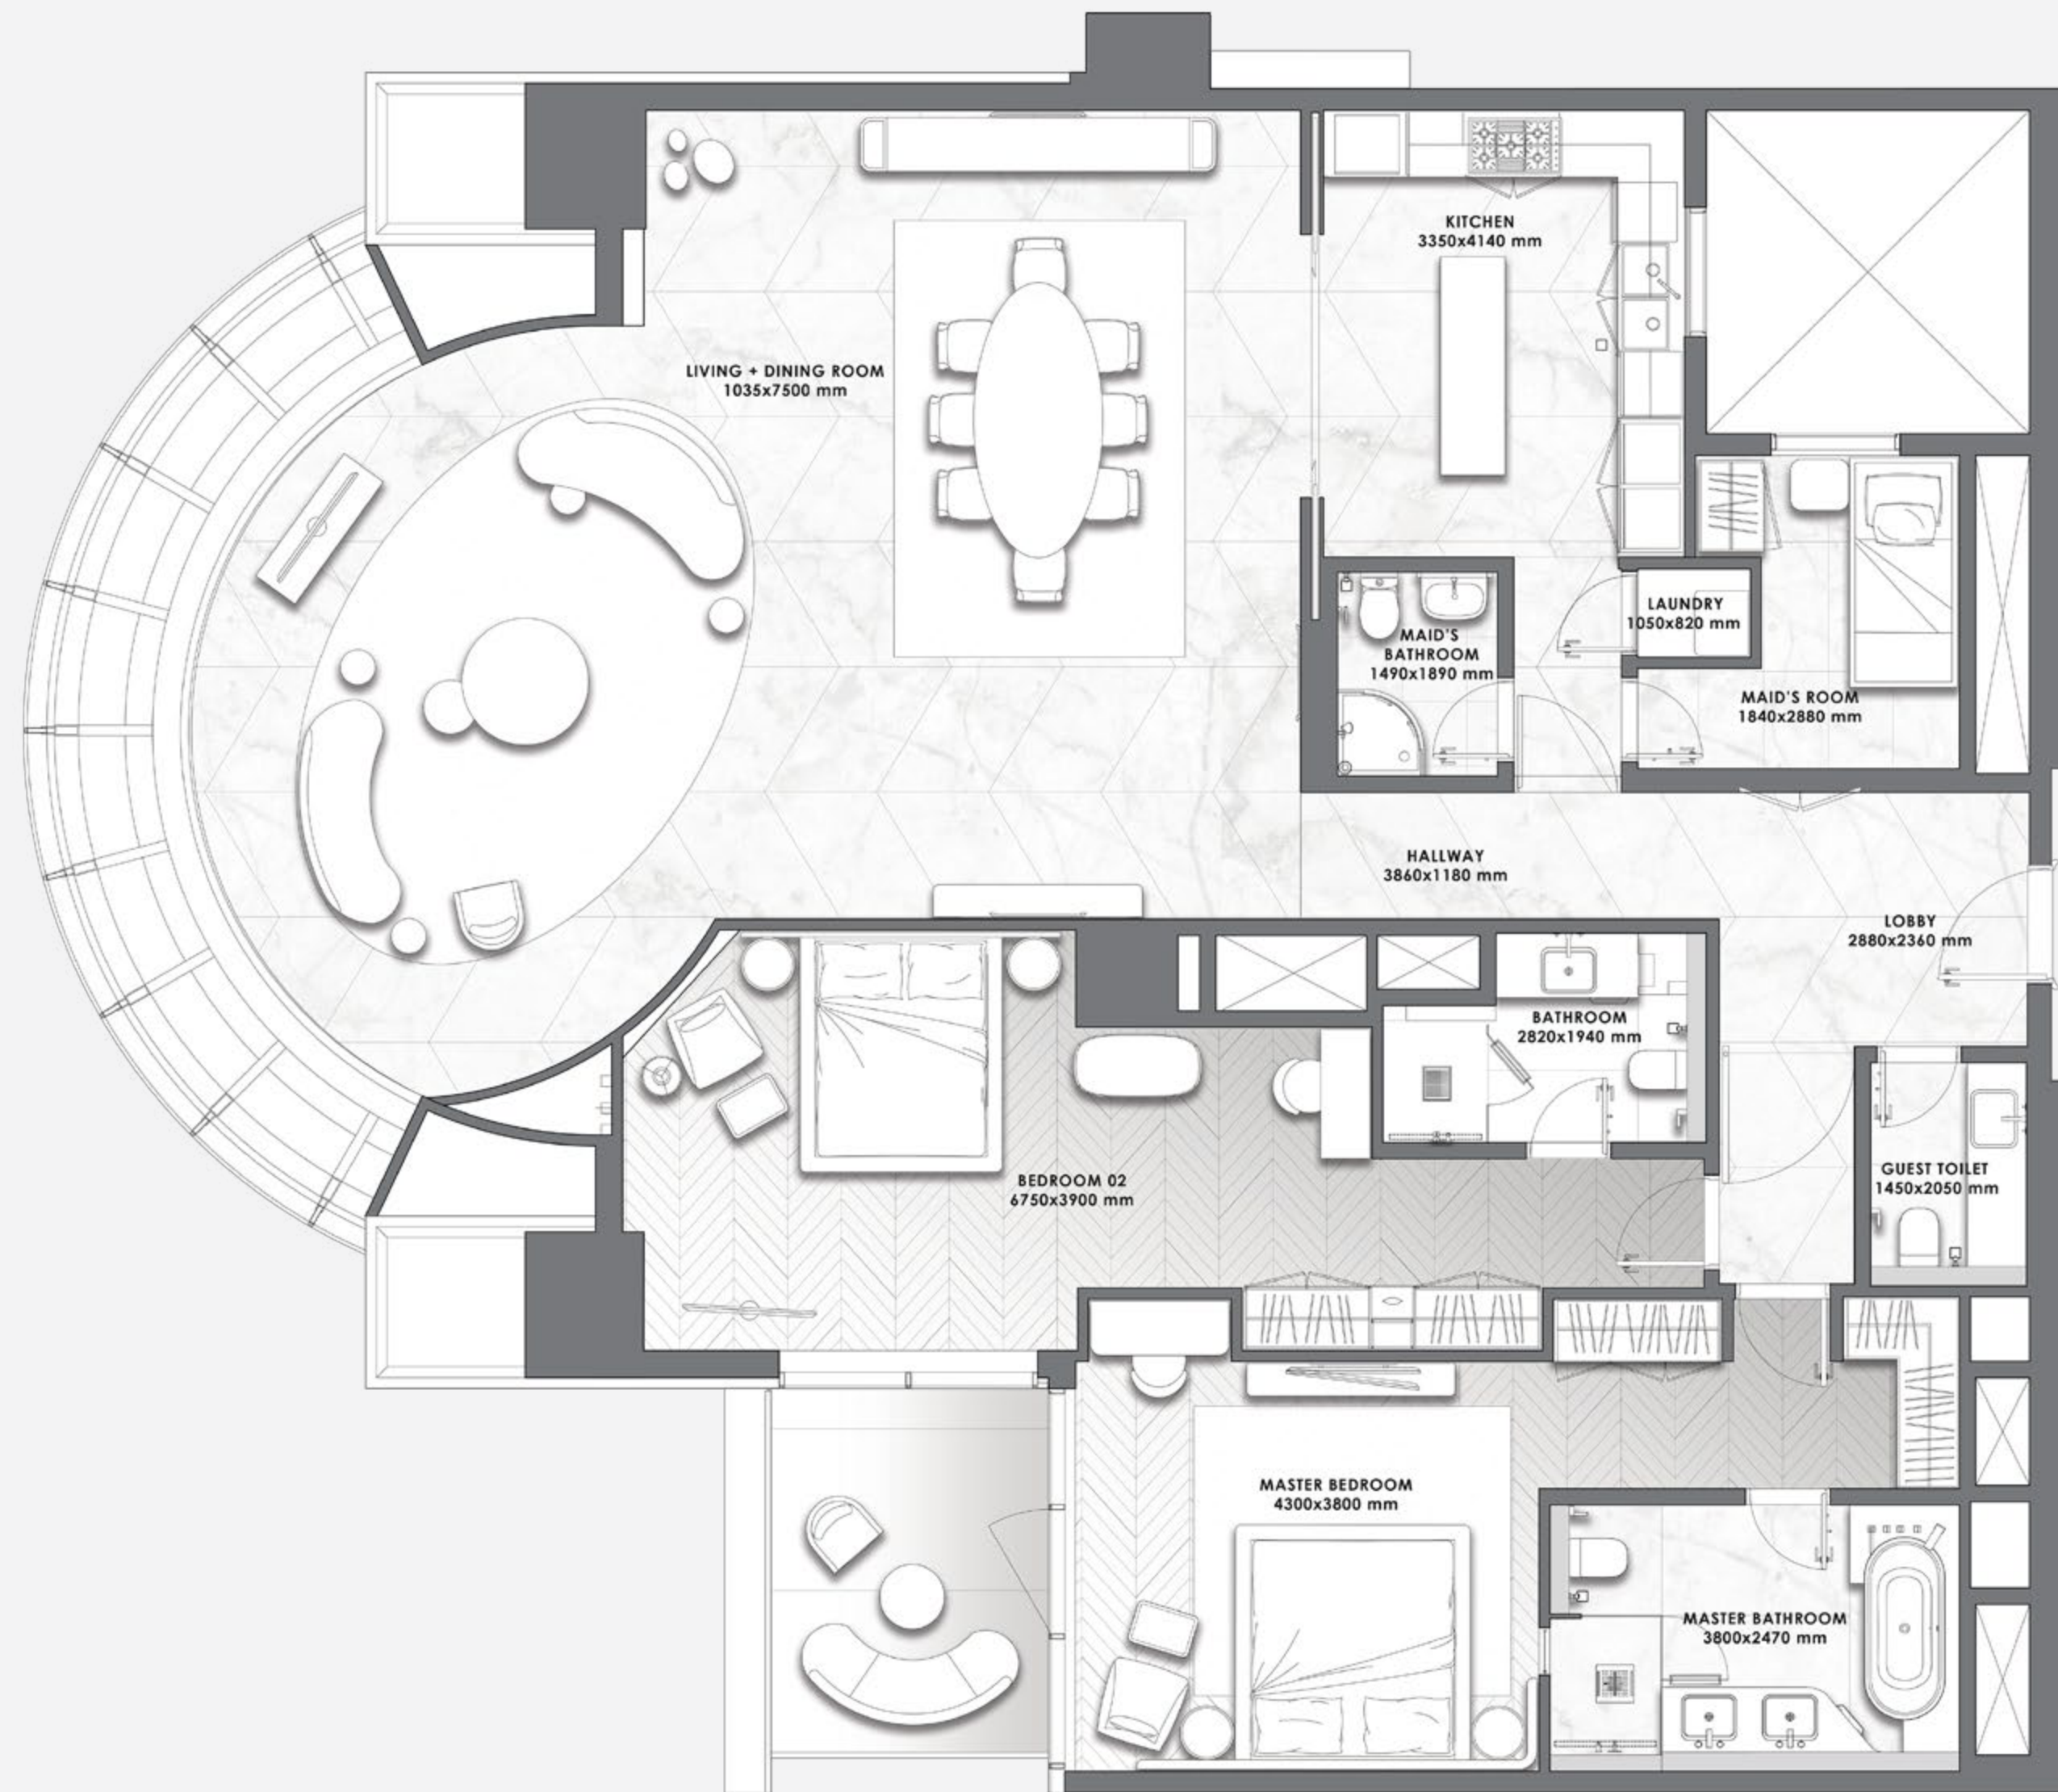 KITCHEN
3350x4140 mm
LIVING + DINING ROOM
1035x7500 mm
LAUNDRY
1050x820 mm
MAID'S
BATHROOM
1490x1890 mm
MAID'S ROOM
1840x2880 mm
HALLWAY
3860x1180 mm
LOBBY
2880x2360 mm
BATHROOM
2820x1940 mm
BEDROOM 02
6750x3900 mm
GUEST TOILET
1450x2050 mm
MASTER BEDROOM
4300x3800 mm
MASTER BATHROOM
3800x2470 mm